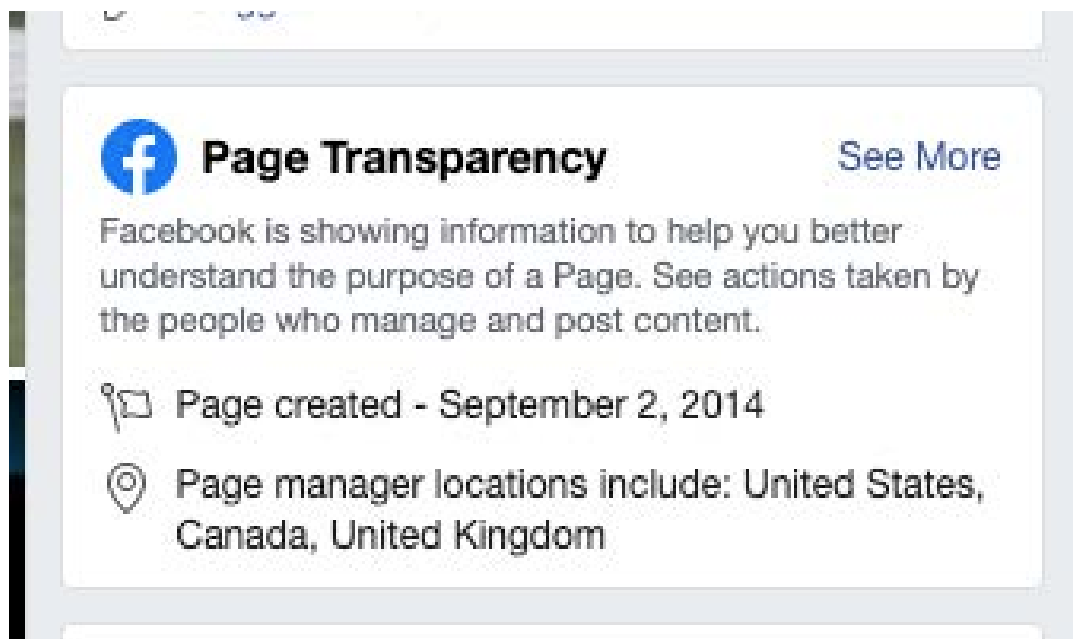 Page Transparency
See More
Facebook is showing information to help you better
understand the purpose of a Page. See actions taken by
the people who manage and post content.
Page created - September 2, 2014
Page manager locations include: United States,
Canada, United Kingdom